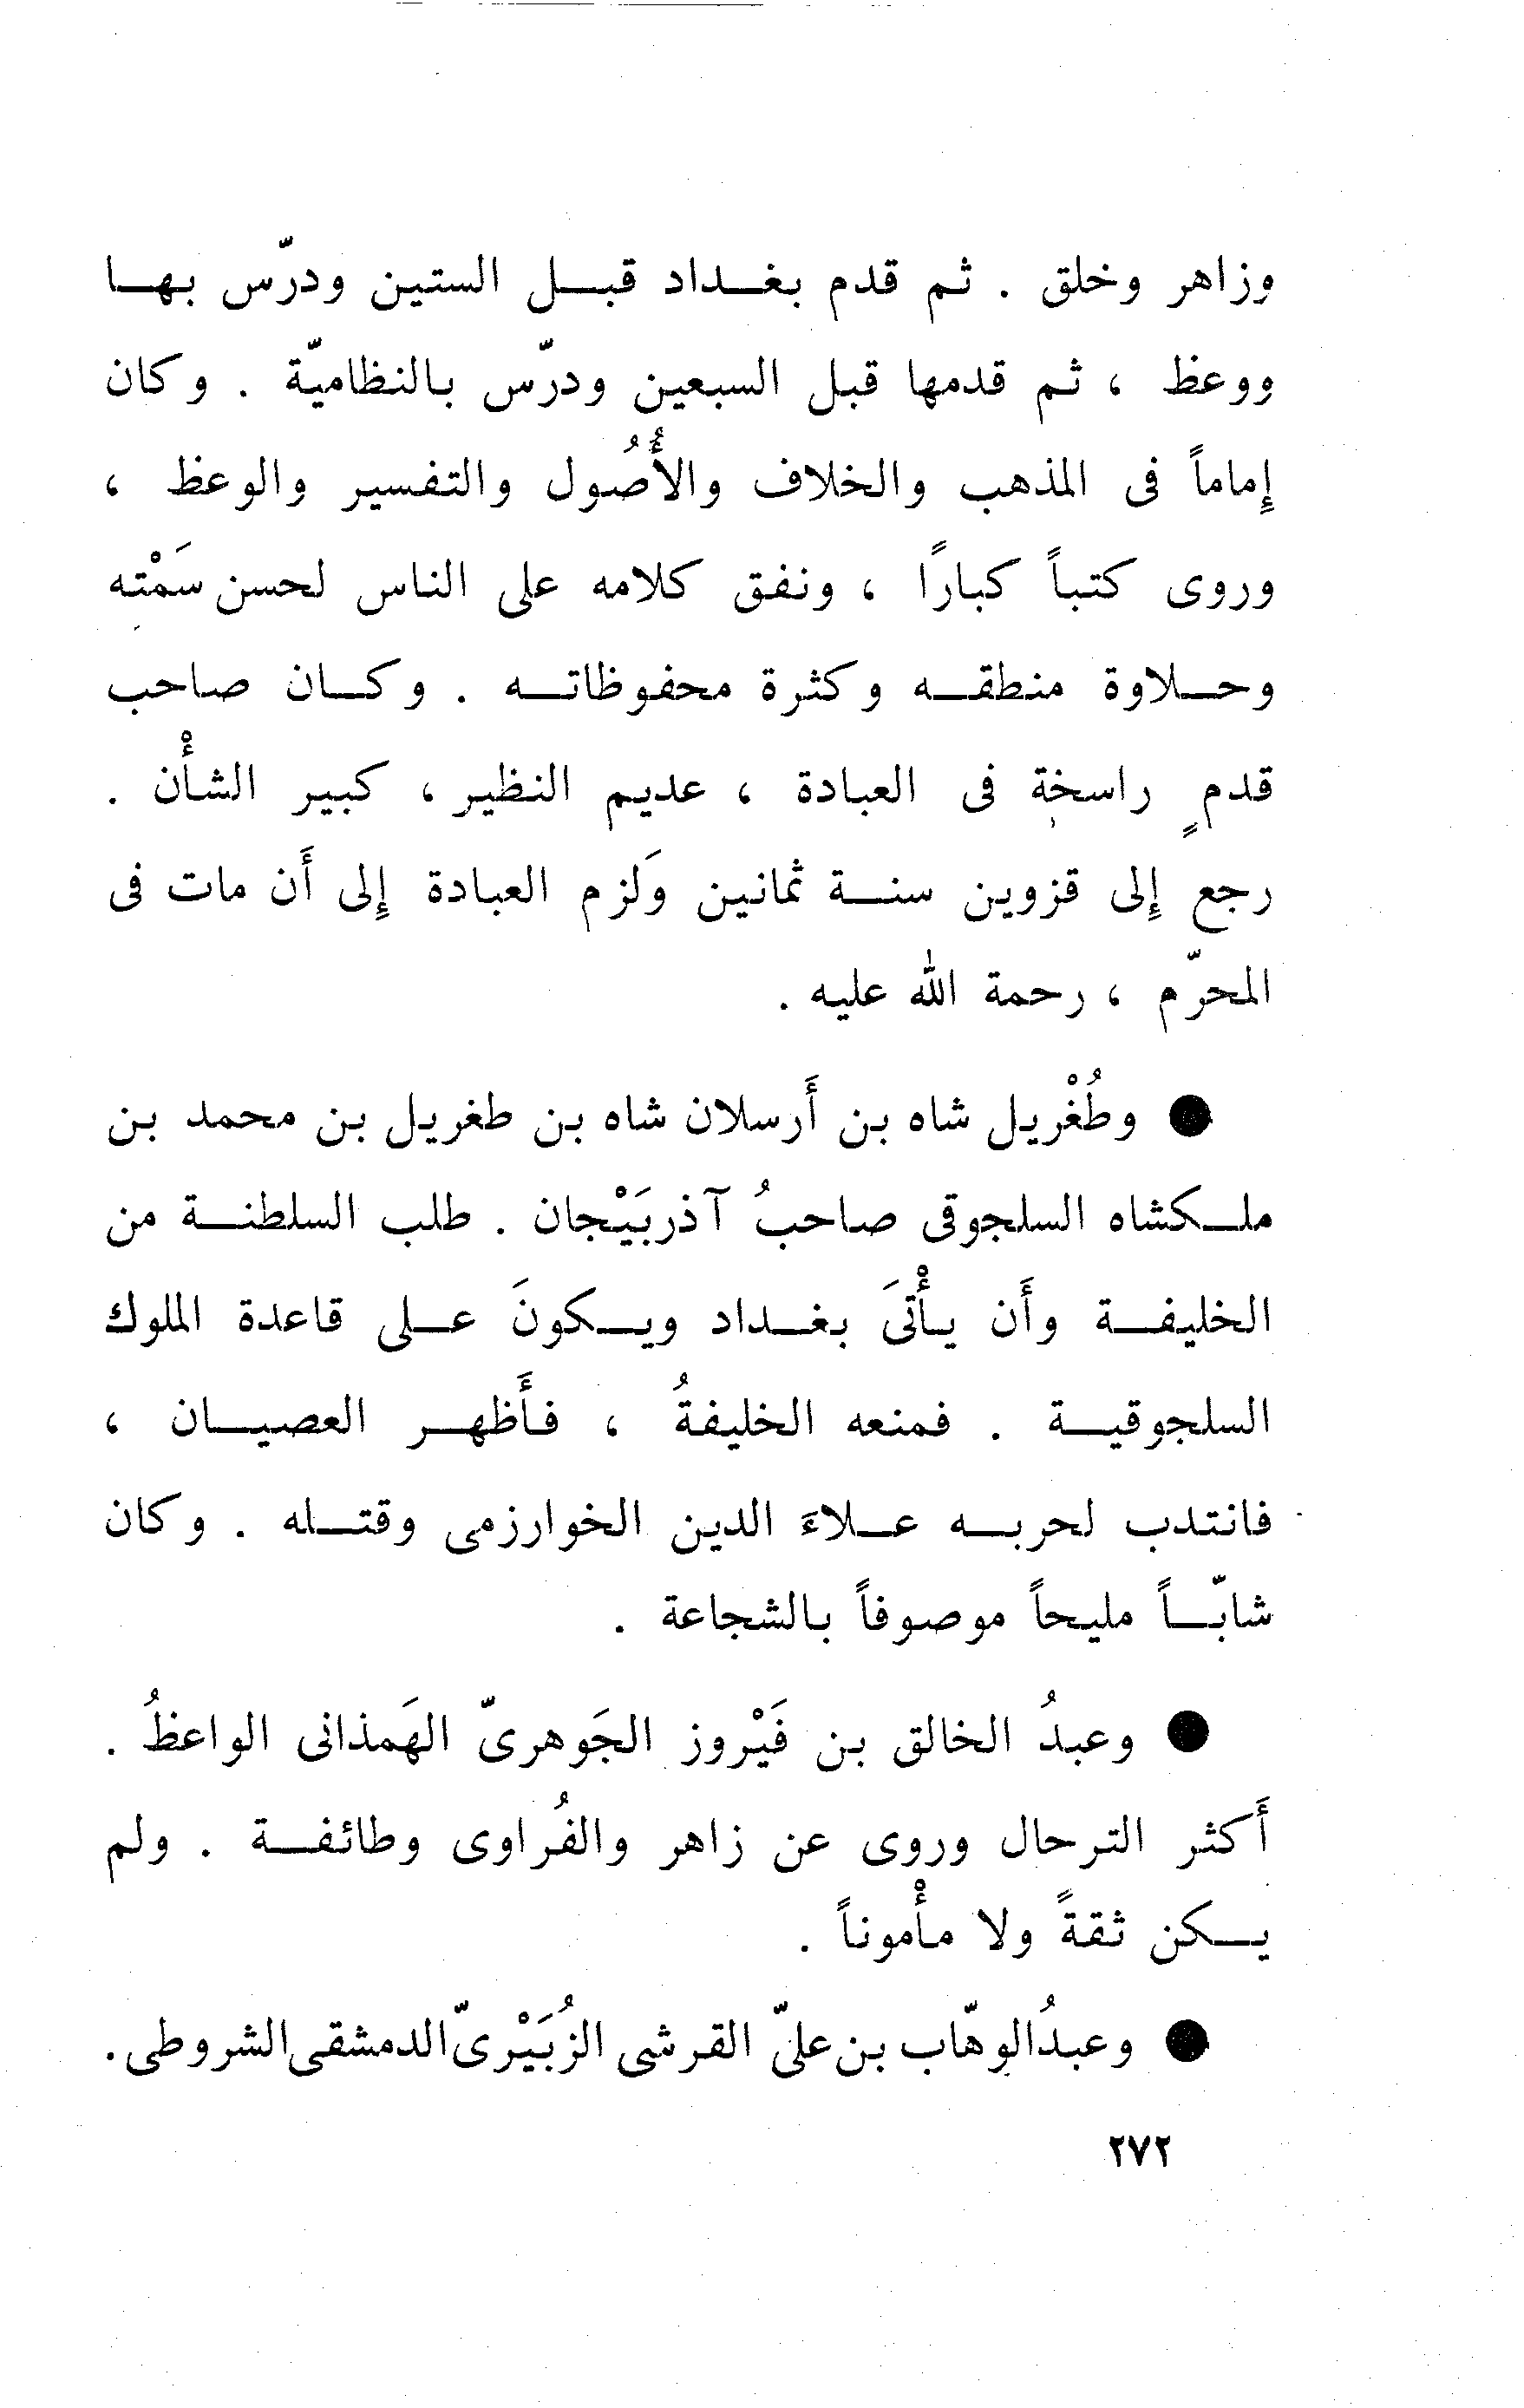 وزاهر وخلق . ثم قدم بغداد قبل الستين ودرّس بها
ووعظ ، ثم قدمها قبل السبعين ودرّس بالنظاميّة . وكان
إماماً فى المذهب والخلاف والأُصُول والتفسير والوعظ ،
وروى كتباً كبارًا ، ونفق كلامه على الناس لحسن سَمْته
وحلاوة منطقه وكثرة محفوظاته . وكان صاحب
قدمٍ راسخة فى العبادة ، عديم النظير ، كبير الشأْن .
رجع إلى قزوين سنة ثمانين وَلزم العبادة إلى أَن مات فى
المحرّم ، رحمة الله عليه .
● وطُغْريل شاه بن أَرسلان شاه بن طغريل بن محمد بن
ملكشاه السلجوقى صاحبُ آذربَيْجان . طلب السلطنة من
الخليفة وأَن يأْتىَ بغداد ويكونَ على قاعدة الملوك
السلجوقية . فمنعه الخليفةُ ، فأَظهر العصيان ،
فانتدب لحربه علاءَ الدين الخوارزمى وقتله . وكان
شابّاً مليحاً موصوفاً بالشجاعة .
● وعبدُ الخالق بن فَيْروز الجَوهرىّ الهَمذانى الواعظُ .
أَكثر الترحال وروى عن زاهر والفُراوى وطائفة . ولم
يكن ثقةً ولا مأْموناً .
● وعبدُ الوهّاب بن علىّ القرشى الزُبَيْرىّ الدمشقى الشروطى .
٢٧٢